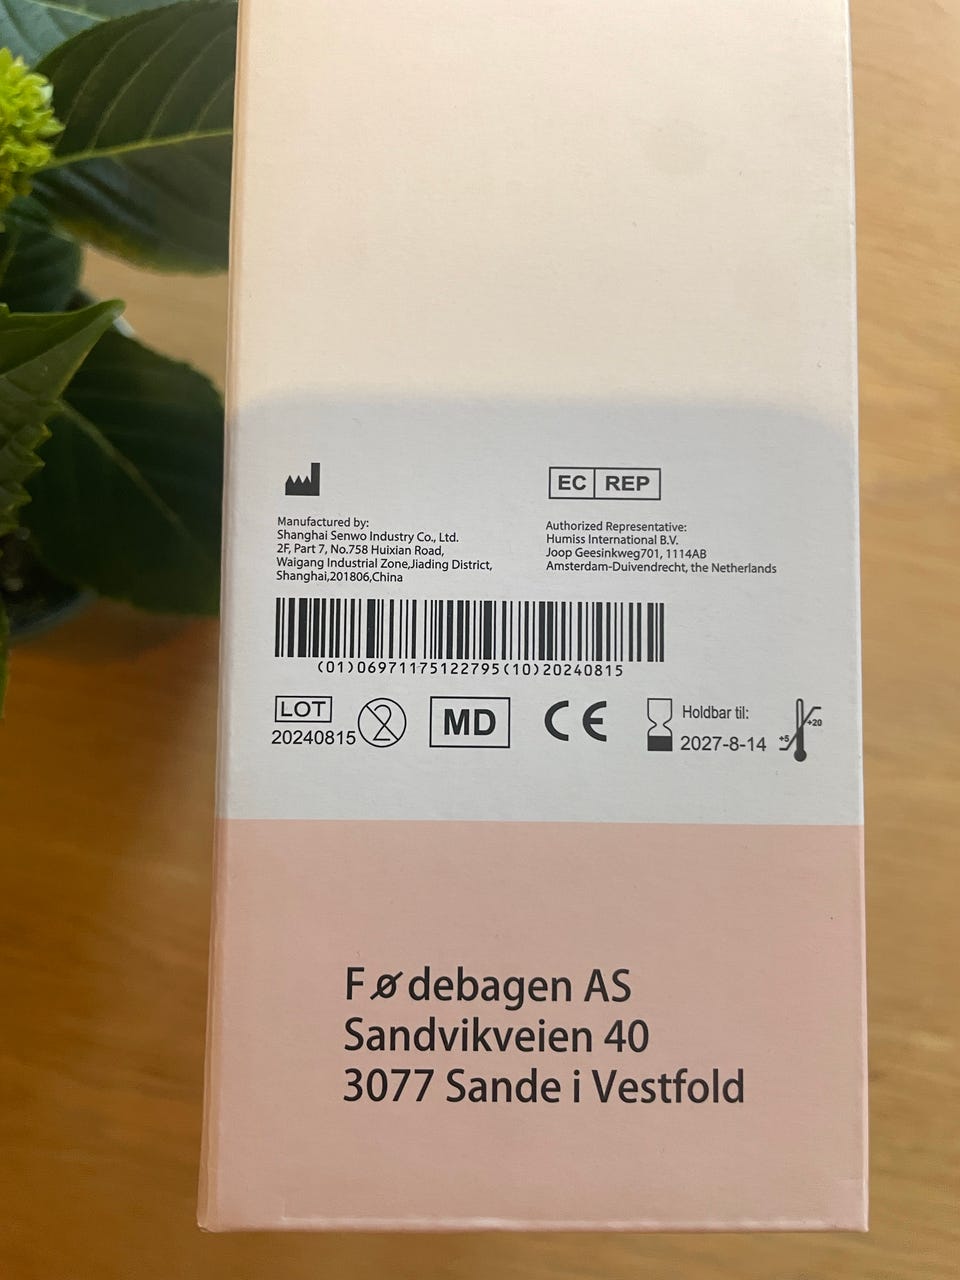 EC REP
Manufactured by:
Shanghai Senwo Industry Co., Ltd.
2F, Part 7, No.758 Huixian Road,
Waigang Industrial Zone,Jiading District,
Shanghai,201806,China
Authorized Representative:
Humiss International B.V.
Joop Geesinkweg701, 1114AB
Amsterdam-Duivendrecht, the Netherlands
(01)06971175122795(10)20240815
LOT
20240815
2
MD
CE
Holdbar til:
2027-8-14
+5
+20
Fødebagen AS
Sandvikveien 40
3077 Sande i Vestfold